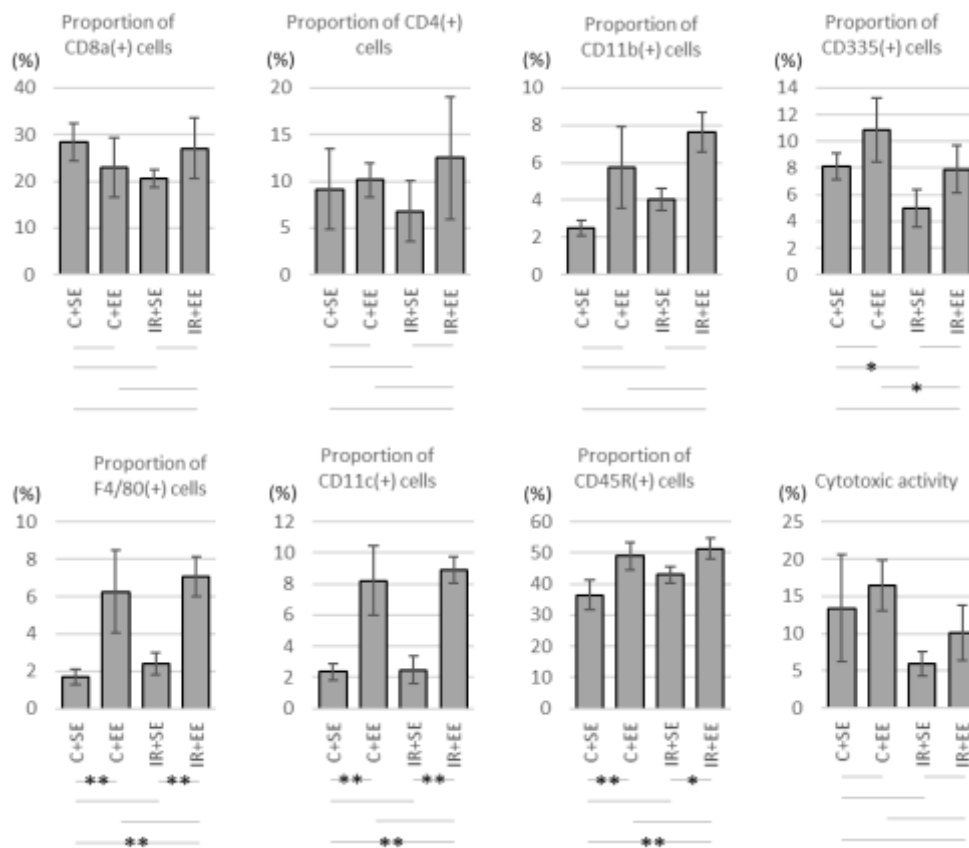 Proportion of
CD8a(+) cells
(%)
40
30
20
10
0
C+SE
C+EE
IR+SE
IR+EE
Proportion of CD4(+)
cells
(%)
20
15
10
5
0
C+SE
C+EE
IR+SE
IR+EE
Proportion of
CD11b(+) cells
(%)
10
8
6
4
2
0
C+SE
C+EE
IR+SE
IR+EE
Proportion of
CD335(+) cells
(%)
14
12
10
8
6
4
2
0
C+SE
C+EE
IR+SE
IR+EE
*
*
Proportion of
F4/80(+) cells
(%)
10
8
6
4
2
0
C+SE
C+EE
IR+SE
IR+EE
** **
**
Proportion of
CD11c(+) cells
(%)
12
10
8
6
4
2
0
C+SE
C+EE
IR+SE
IR+EE
** **
**
Proportion of
CD45R(+) cells
(%)
60
50
40
30
20
10
0
C+SE
C+EE
IR+SE
IR+EE
** *
**
Cytotoxic activity
(%)
25
20
15
10
5
0
C+SE
C+EE
IR+SE
IR+EE